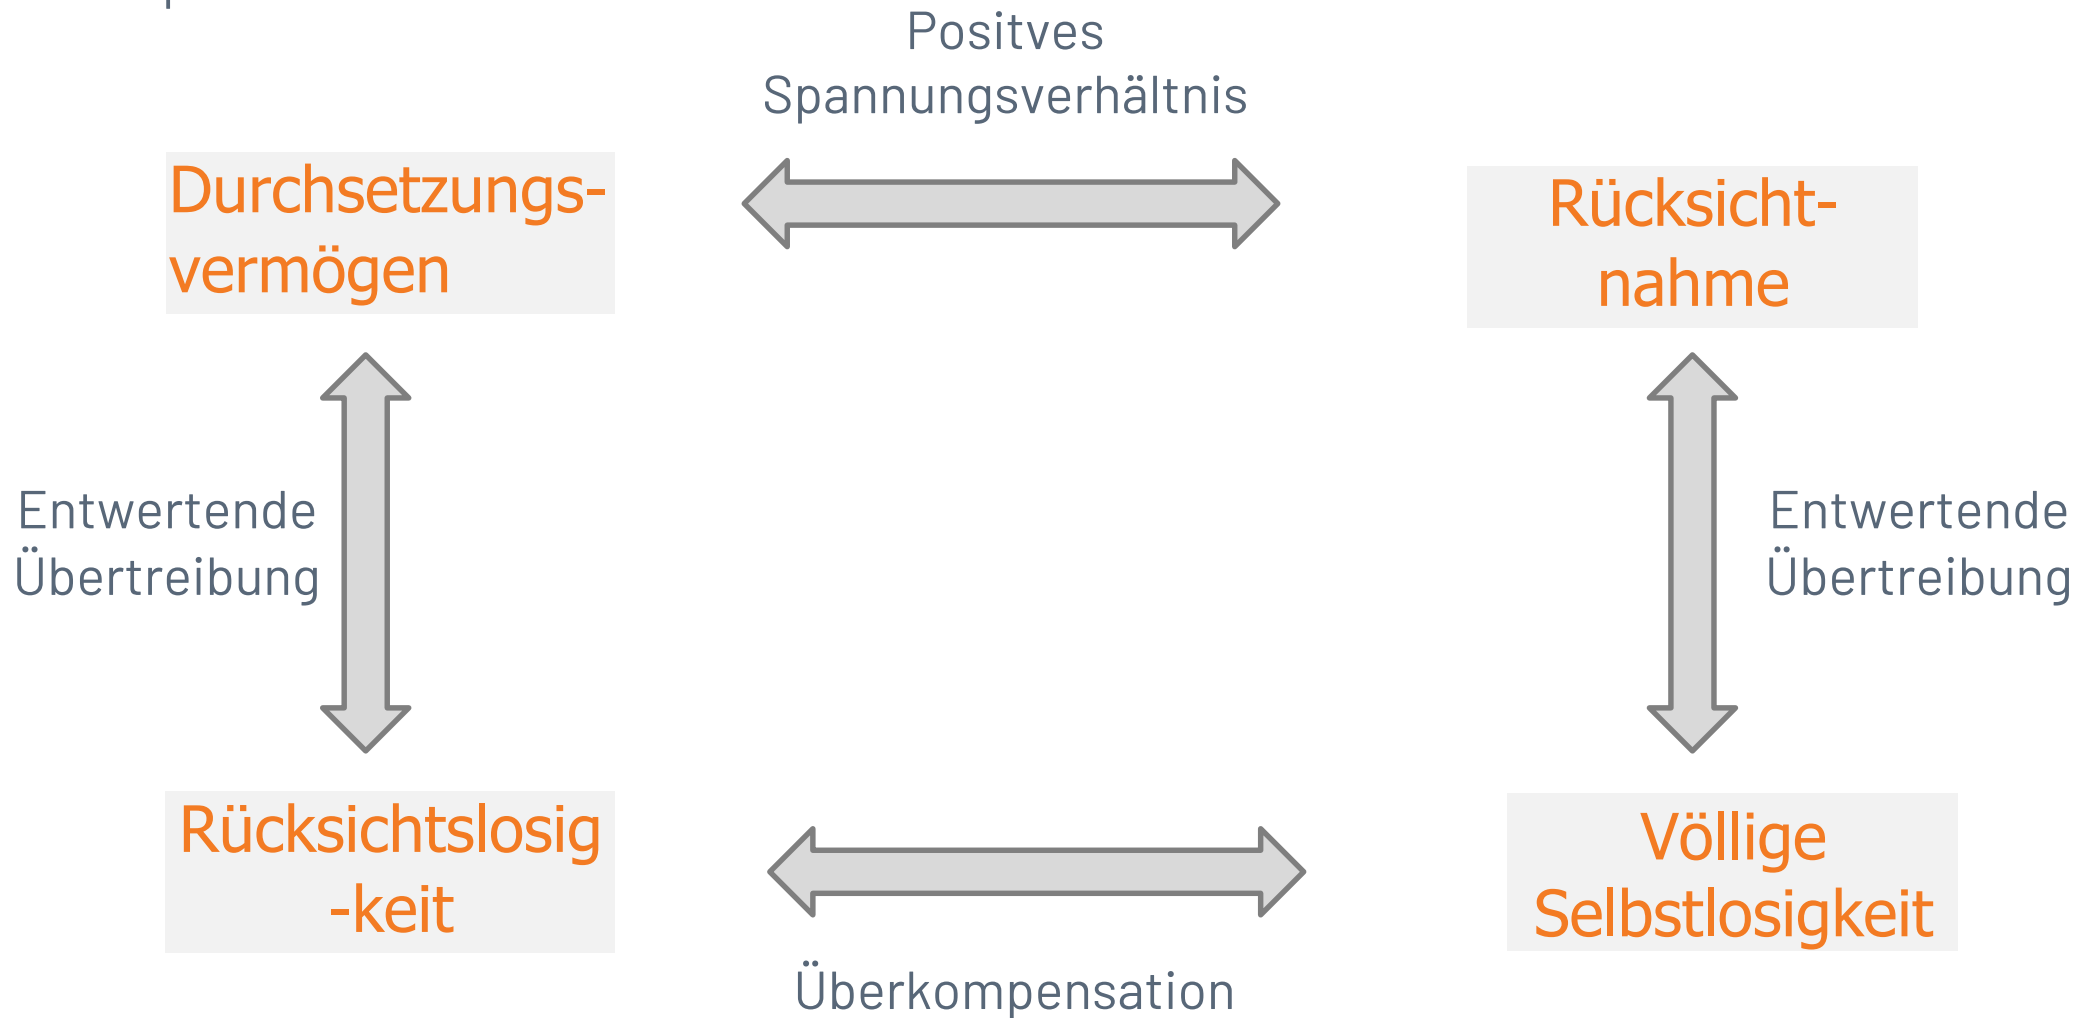 Positves
Spannungsverhältnis
Durchsetzungs-
vermögen
Rücksicht-
nahme
Entwertende
Übertreibung
Entwertende
Übertreibung
Rücksichtslosig
-keit
Völlige
Selbstlosigkeit
Überkompensation